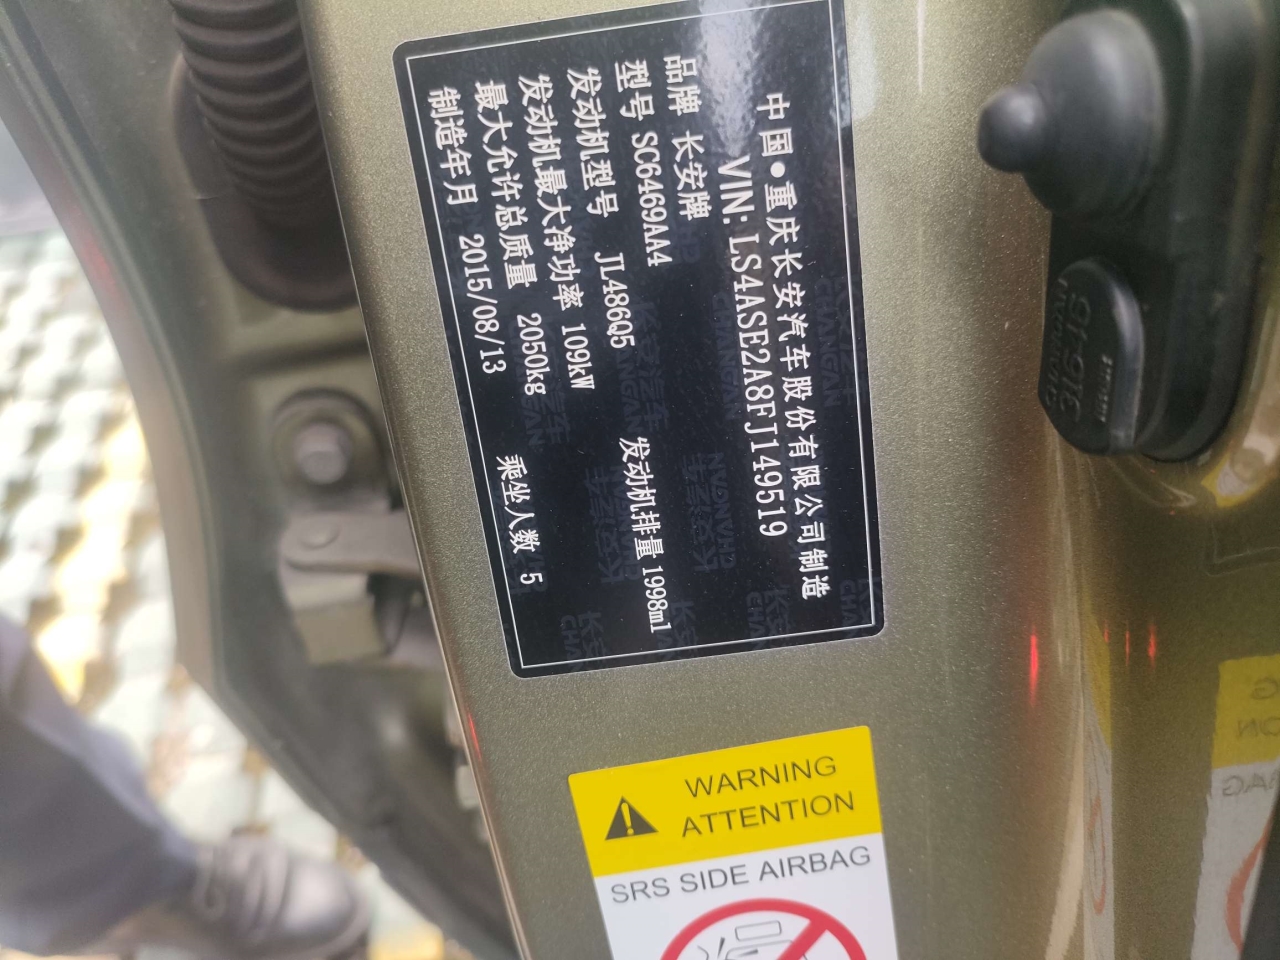 中国●重庆长安汽车股份有限公司制造
VIN: LS4ASE2A8FJ149519
品牌 长安牌
型号 SC6469AA4 发动机排量 1998ml
发动机型号 JL486Q5
发动机最大净功率 109kW
最大允许总质量 2050kg 乘坐人数 5
制造年月 2015/08/13
WARNING
ATTENTION
SRS SIDE AIRBAG